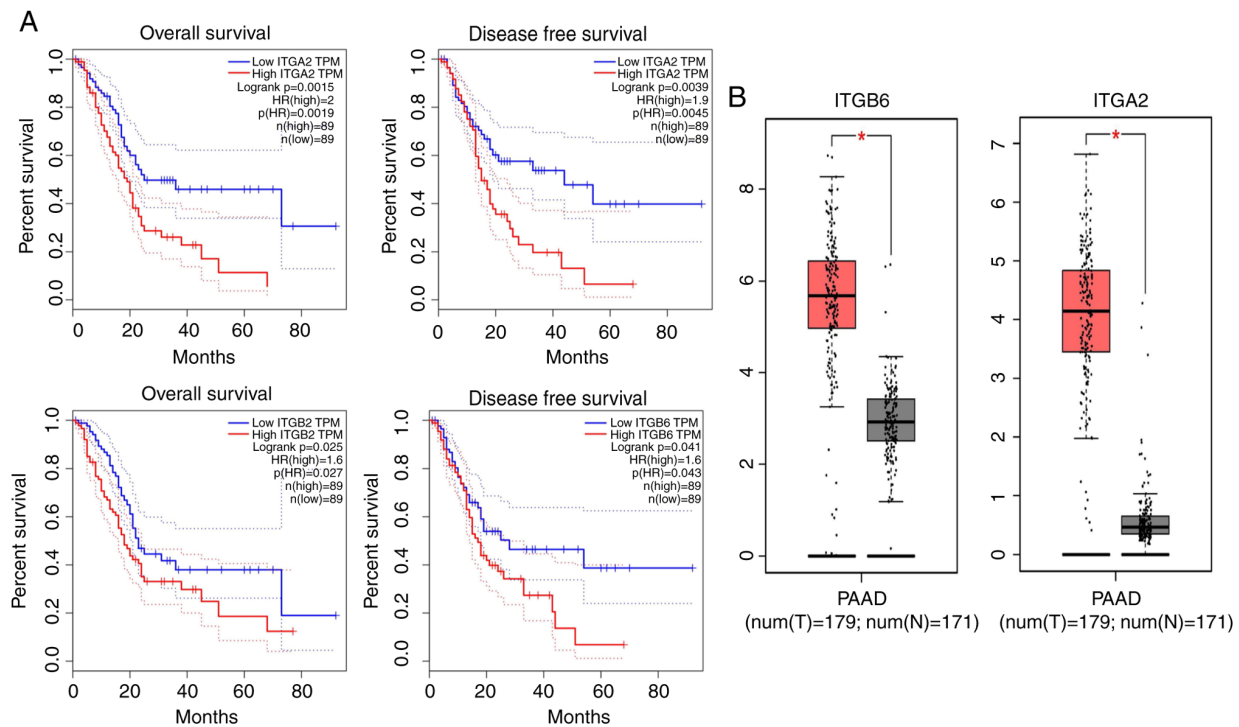 A
Overall survival
Percent survival
1.0
0.8
0.6
0.4
0.2
0.0
0 20 40 60 80
Months
Low ITGA2 TPM
High ITGA2 TPM
Logrank p=0.0015
HR(high)=2
p(HR)=0.0019
n(high)=89
n(low)=89
Disease free survival
Percent survival
1.0
0.8
0.6
0.4
0.2
0.0
0 20 40 60 80
Months
Low ITGA2 TPM
High ITGA2 TPM
Logrank p=0.0039
HR(high)=1.9
p(HR)=0.0045
n(high)=89
n(low)=89
Overall survival
Percent survival
1.0
0.8
0.6
0.4
0.2
0.0
0 20 40 60 80
Months
Low ITGB2 TPM
High ITGB2 TPM
Logrank p=0.025
HR(high)=1.6
p(HR)=0.027
n(high)=89
n(low)=89
Disease free survival
Percent survival
1.0
0.8
0.6
0.4
0.2
0.0
0 20 40 60 80
Months
Low ITGB6 TPM
High ITGB6 TPM
Logrank p=0.041
HR(high)=1.6
p(HR)=0.043
n(high)=89
n(low)=89
B
ITGB6
*
8
6
4
2
0
PAAD
(num(T)=179; num(N)=171)
ITGA2
*
7
6
5
4
3
2
1
0
PAAD
(num(T)=179; num(N)=171)